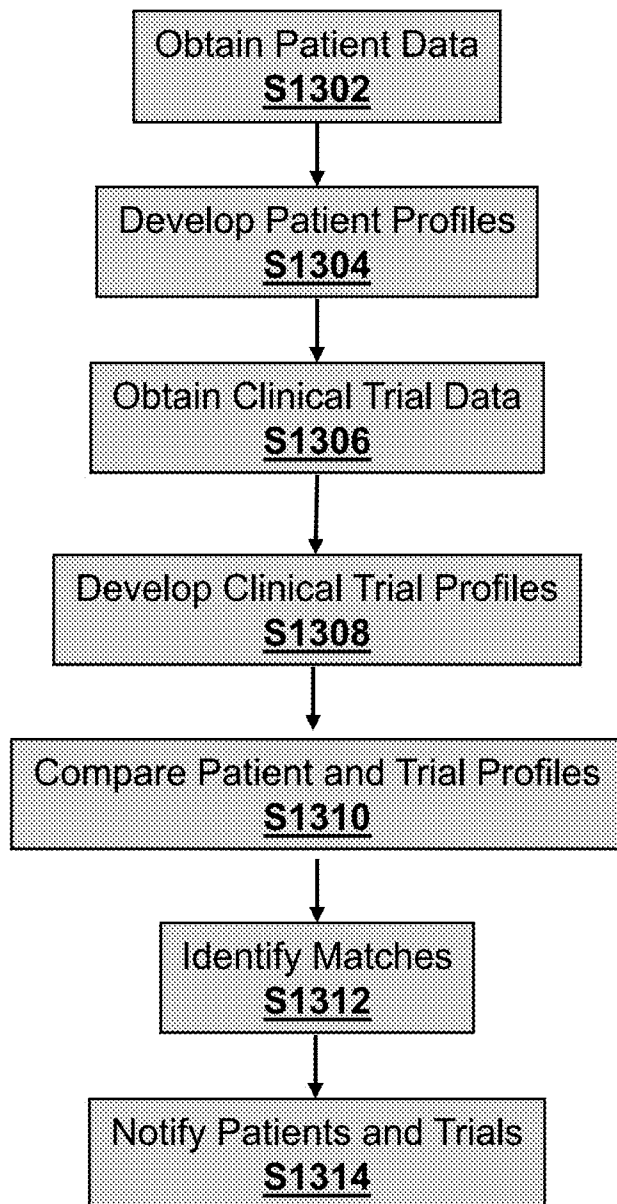 Obtain Patient Data
S1302
Develop Patient Profiles
S1304
Obtain Clinical Trial Data
S1306
Develop Clinical Trial Profiles
S1308
Compare Patient and Trial Profiles
S1310
Identify Matches
S1312
Notify Patients and Trials
S1314